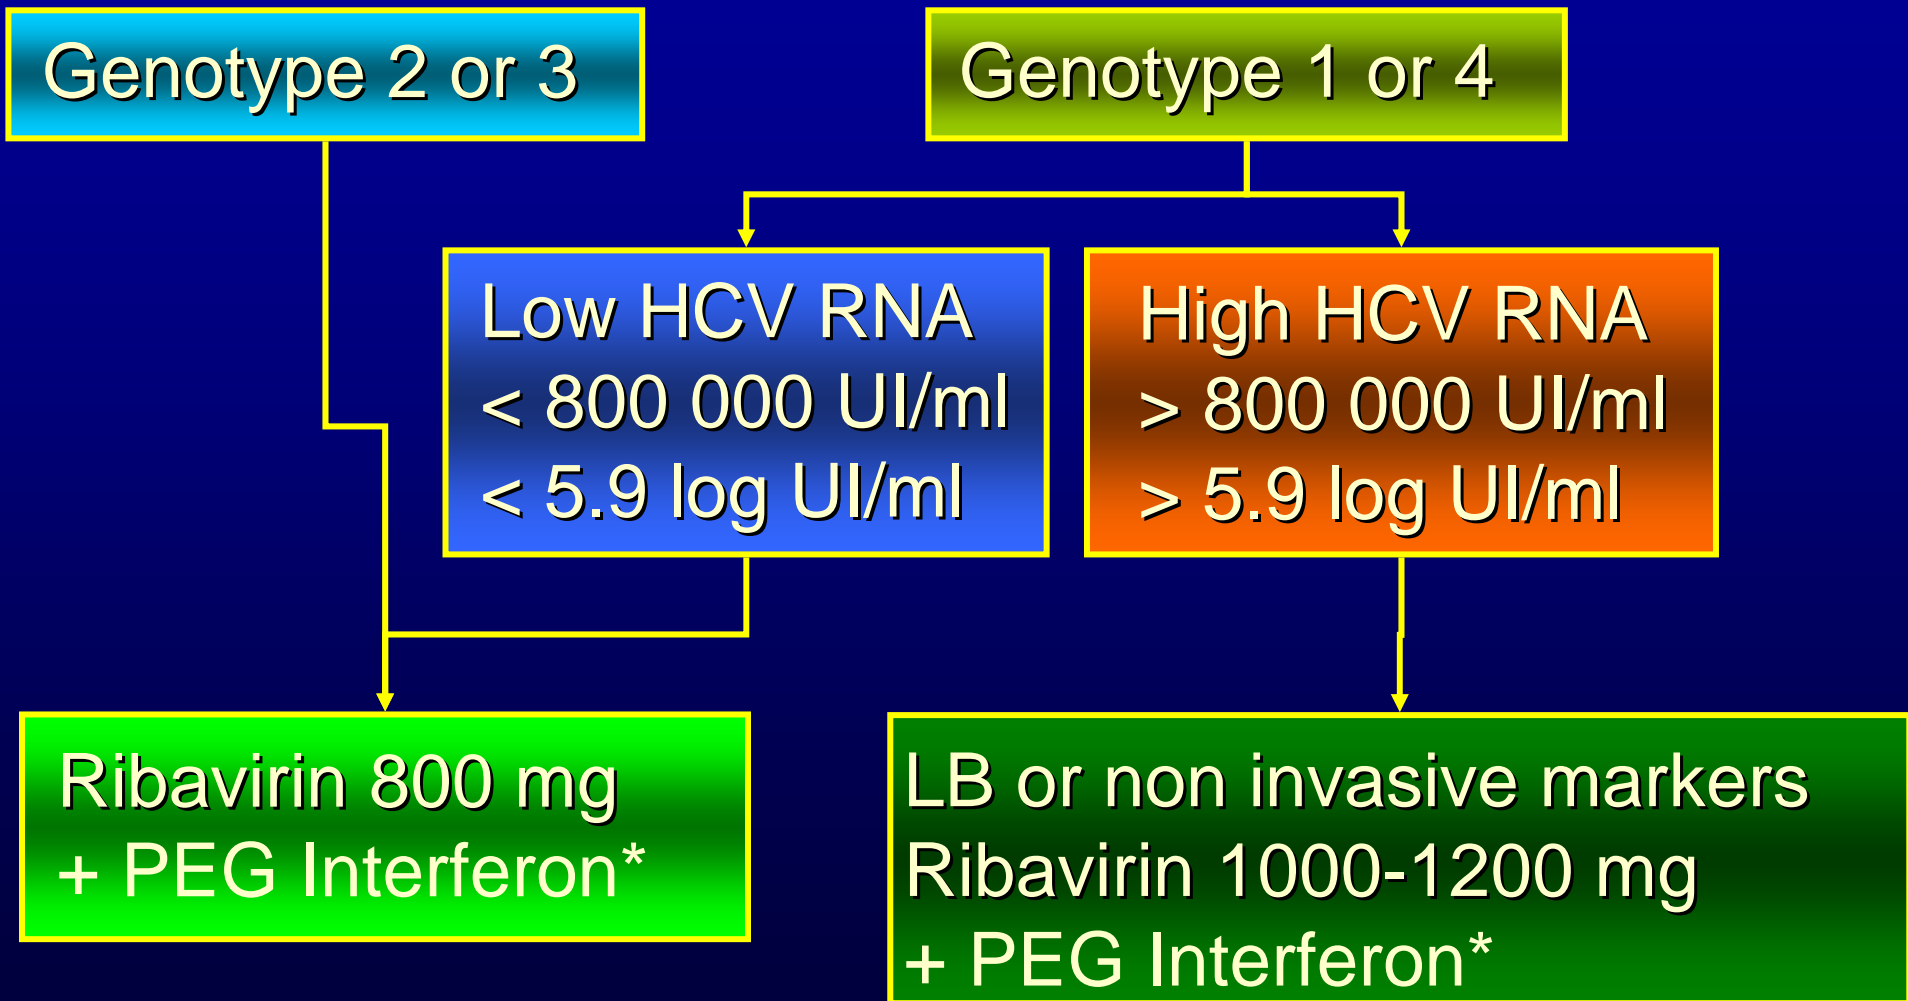 Genotype 2 or 3
Genotype 1 or 4
Low HCV RNA
< 800 000 UI/ml
< 5.9 log UI/ml
High HCV RNA
> 800 000 UI/ml
> 5.9 log UI/ml
Ribavirin 800 mg
+ PEG Interferon*
LB or non invasive markers
Ribavirin 1000-1200 mg
+ PEG Interferon*